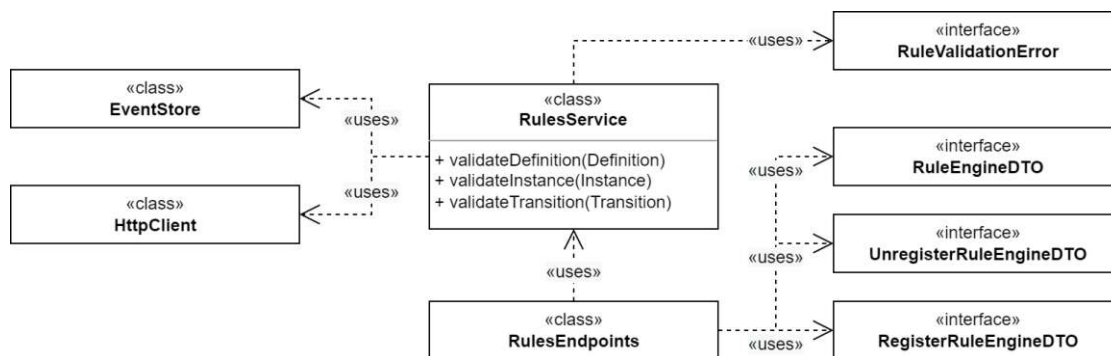 «interface»
RuleValidationError
«uses»
«class»
EventStore
«uses»
«class»
RulesService
+ validateDefinition(Definition)
+ validateInstance(Instance)
+ validateTransition(Transition)
«interface»
RuleEngineDTO
«uses»
«class»
HttpClient
«uses»
«interface»
UnregisterRuleEngineDTO
«uses»
«uses»
«class»
RulesEndpoints
«uses»
«interface»
RegisterRuleEngineDTO